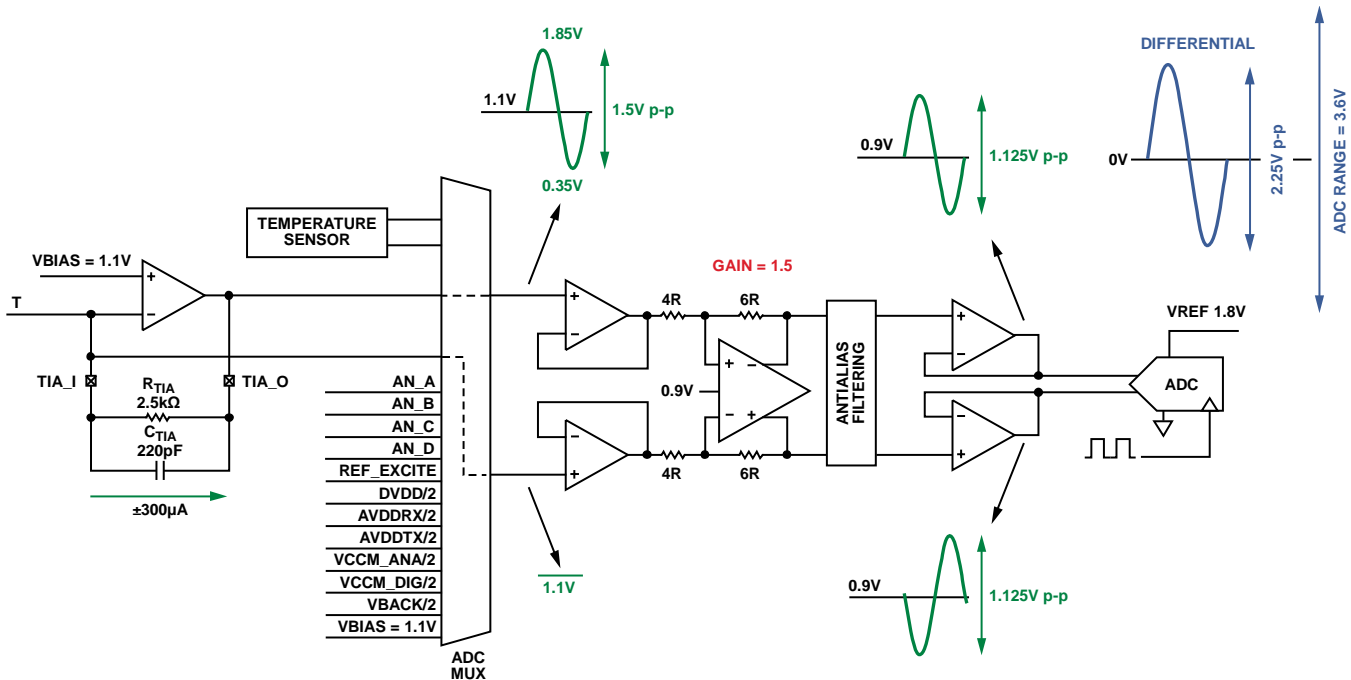 1.85V
1.1V
1.5V p-p
0.35V
0.9V
1.125V p-p
DIFFERENTIAL
0V
2.25V p-p
ADC RANGE = 3.6V
TEMPERATURE
SENSOR
VBIAS = 1.1V
+
−
T
TIA_I
TIA_O
RTIA
2.5kΩ
CTIA
220pF
±300µA
AN_A
AN_B
AN_C
AN_D
REF_EXCITE
DVDD/2
AVDDRX/2
AVDDTX/2
VCCM_ANA/2
VCCM_DIG/2
VBACK/2
VBIAS = 1.1V
ADC
MUX
+
−
−
+
1.1V
GAIN = 1.5
4R
6R
+
−
0.9V
−
+
4R
6R
ANTIALIAS
FILTERING
+
−
−
+
VREF 1.8V
ADC
0.9V
1.125V p-p